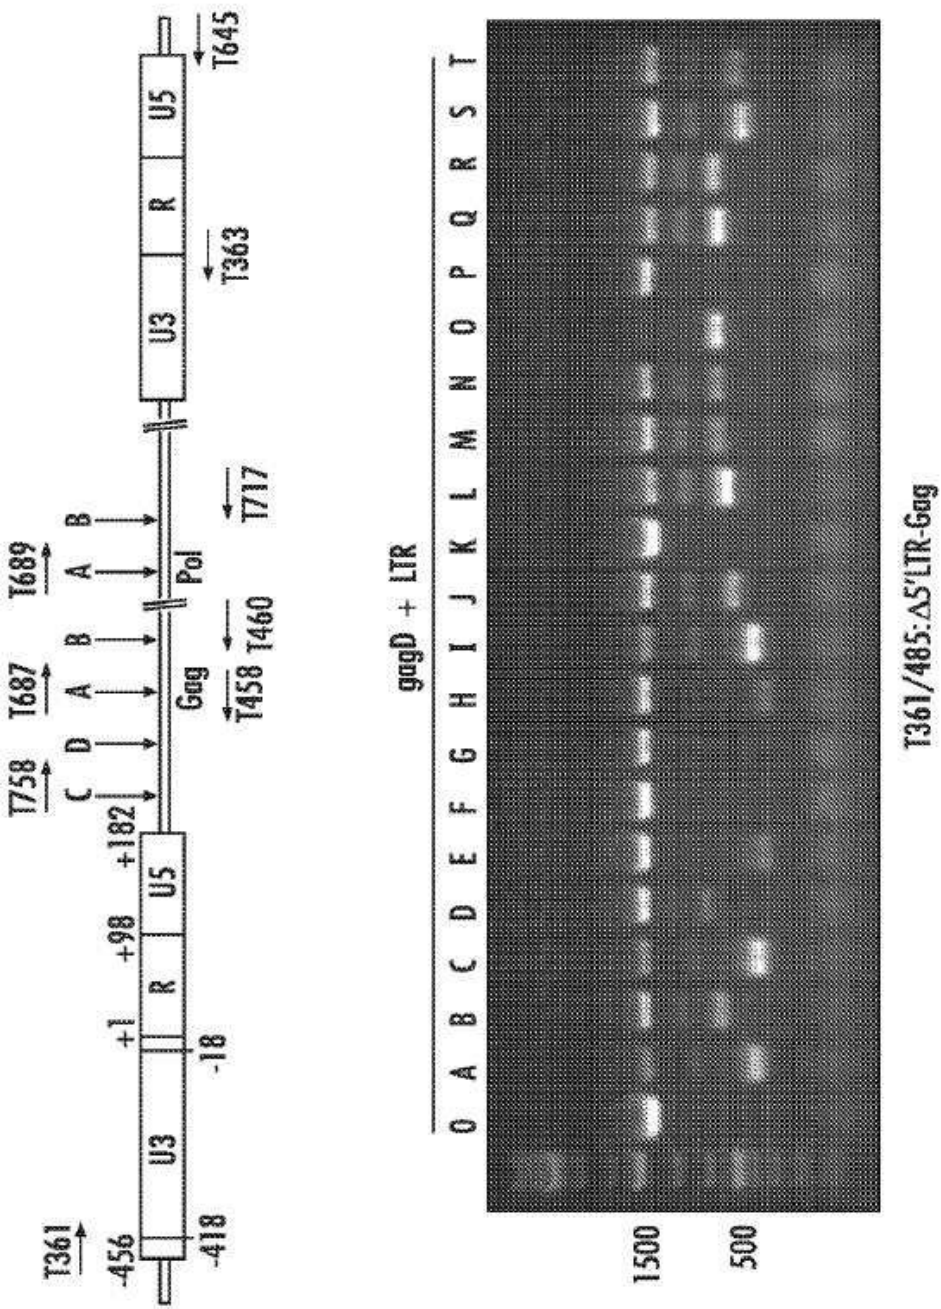 T758 T687 T689
T361 C D A B A B
-456 +1 +98 +182
U3 R U5 U3 R U5
-418 -18 Gag Pol
T458 T460 T717 T363 T645
gagD + LTR
O A B C D E F G H I J K L M N O P Q R S T
1500
500
T361/485:Δ5'LTR-Gag